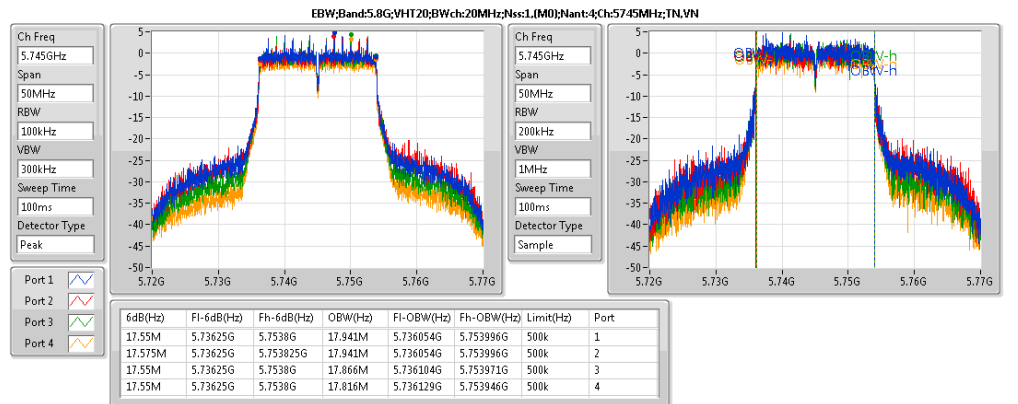 EBW;Band:5.8G;VHT20;BWch:20MHz;Nss:1,(M0);Nant:4;Ch:5745MHz;TN,VN
Ch Freq
5.745GHz
Span
50MHz
RBW
100kHz
VBW
300kHz
Sweep Time
100ms
Detector Type
Peak
5
0
-5
-10
-15
-20
-25
-30
-35
-40
-45
-50
5.72G 5.73G 5.74G 5.75G 5.76G 5.77G
Ch Freq
5.745GHz
Span
50MHz
RBW
200kHz
VBW
1MHz
Sweep Time
100ms
Detector Type
Sample
5
0
-5
-10
-15
-20
-25
-30
-35
-40
-45
-50
OBW-h
5.72G 5.73G 5.74G 5.75G 5.76G 5.77G
Port 1
Port 2
Port 3
Port 4
6dB(Hz) Fl-6dB(Hz) Fh-6dB(Hz) OBW(Hz) Fl-OBW(Hz) Fh-OBW(Hz) Limit(Hz) Port
17.55M 5.73625G 5.7538G 17.941M 5.736054G 5.753996G 500k 1
17.575M 5.73625G 5.753825G 17.941M 5.736054G 5.753996G 500k 2
17.55M 5.73625G 5.7538G 17.866M 5.736104G 5.753971G 500k 3
17.55M 5.73625G 5.7538G 17.816M 5.736129G 5.753946G 500k 4